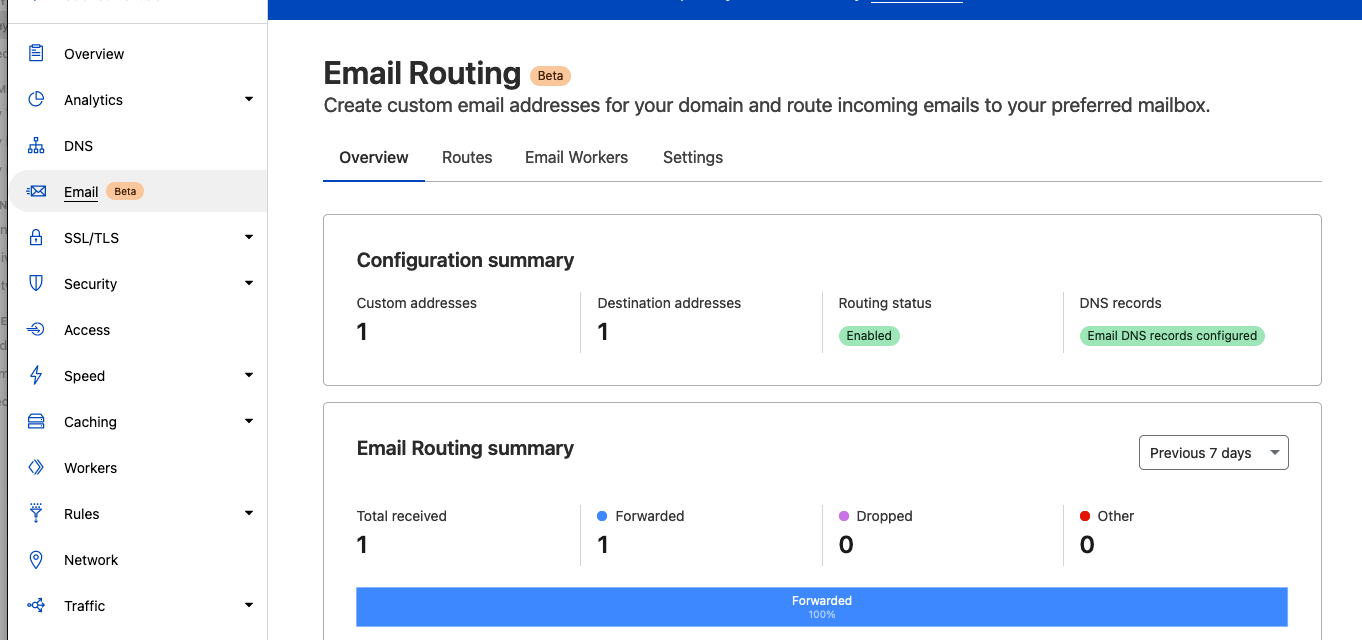 Overview
Analytics
DNS
Email Beta
SSL/TLS
Security
Access
Speed
Caching
Workers
Rules
Network
Traffic
Email Routing Beta
Create custom email addresses for your domain and route incoming emails to your preferred mailbox.
Overview Routes Email Workers Settings
Configuration summary
Custom addresses Destination addresses Routing status DNS records
1 1 Enabled Email DNS records configured
Email Routing summary
Previous 7 days
Total received Forwarded Dropped Other
1 1 0 0
Forwarded
100%